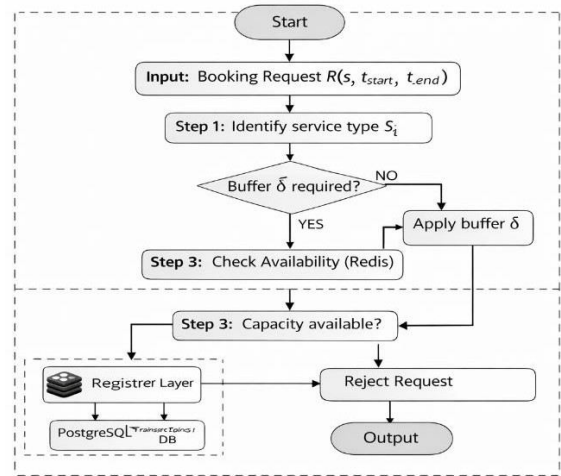 Start
Input: Booking Request R(s, tstart, t.end)
Step 1: Identify service type Si
Buffer δ required?
NO
YES
Apply buffer δ
Step 3: Check Availability (Redis)
Step 3: Capacity available?
Registrer Layer
Reject Request
PostgreSQL
DB
Output